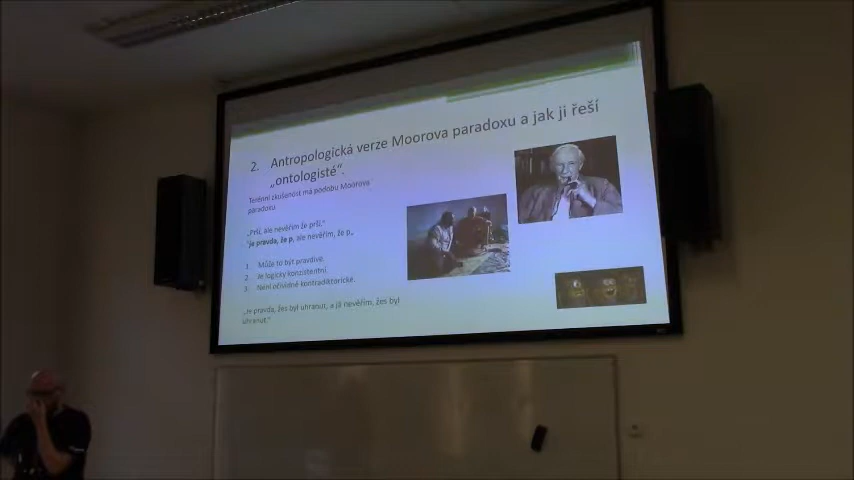 2. Antropologická verze Moorova paradoxu a jak ji řeší
„ontologisté“.
Terénní zkušenost má podobu Moorova
paradoxu
„Prší, ale nevěřím že prší.“
"je pravda, že p, ale nevěřím, že p„
1. Může to být pravdivé.
2. Je logicky konzistentní.
3. Není očividně kontradiktorické.
„Je pravda, žes byl uhranut, a já nevěřím, žes byl
uhranut.“